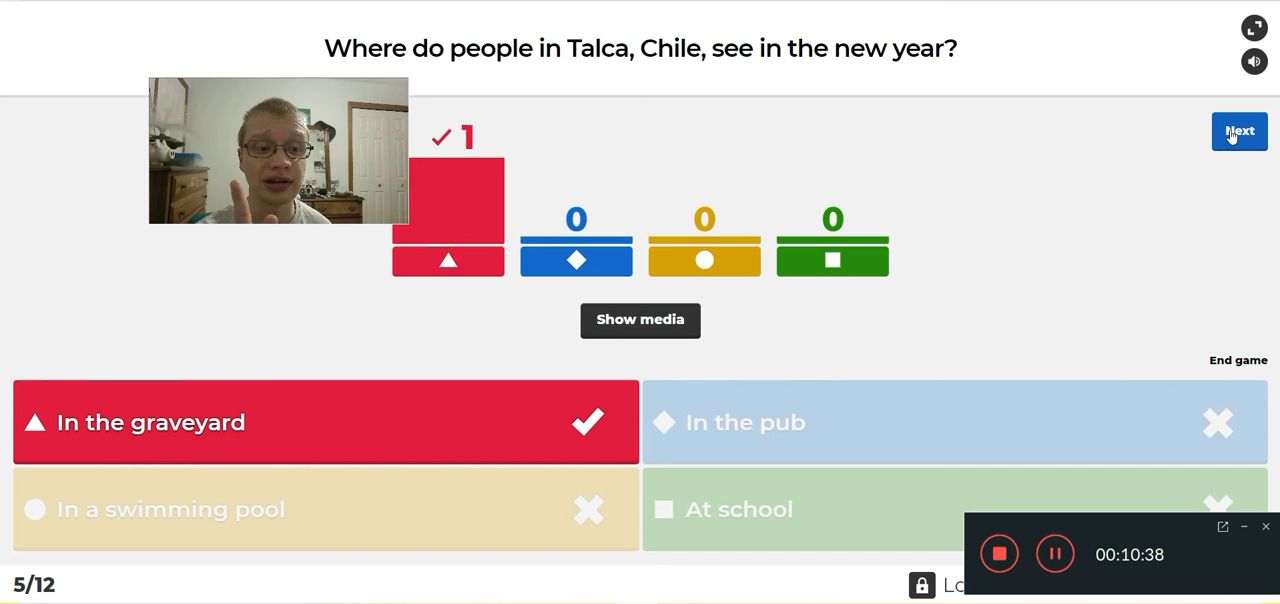 Where do people in Talca, Chile, see in the new year?
Next
1
0
0
0
Show media
End game
In the graveyard
In the pub
In a swimming pool
At school
00:10:38
5/12